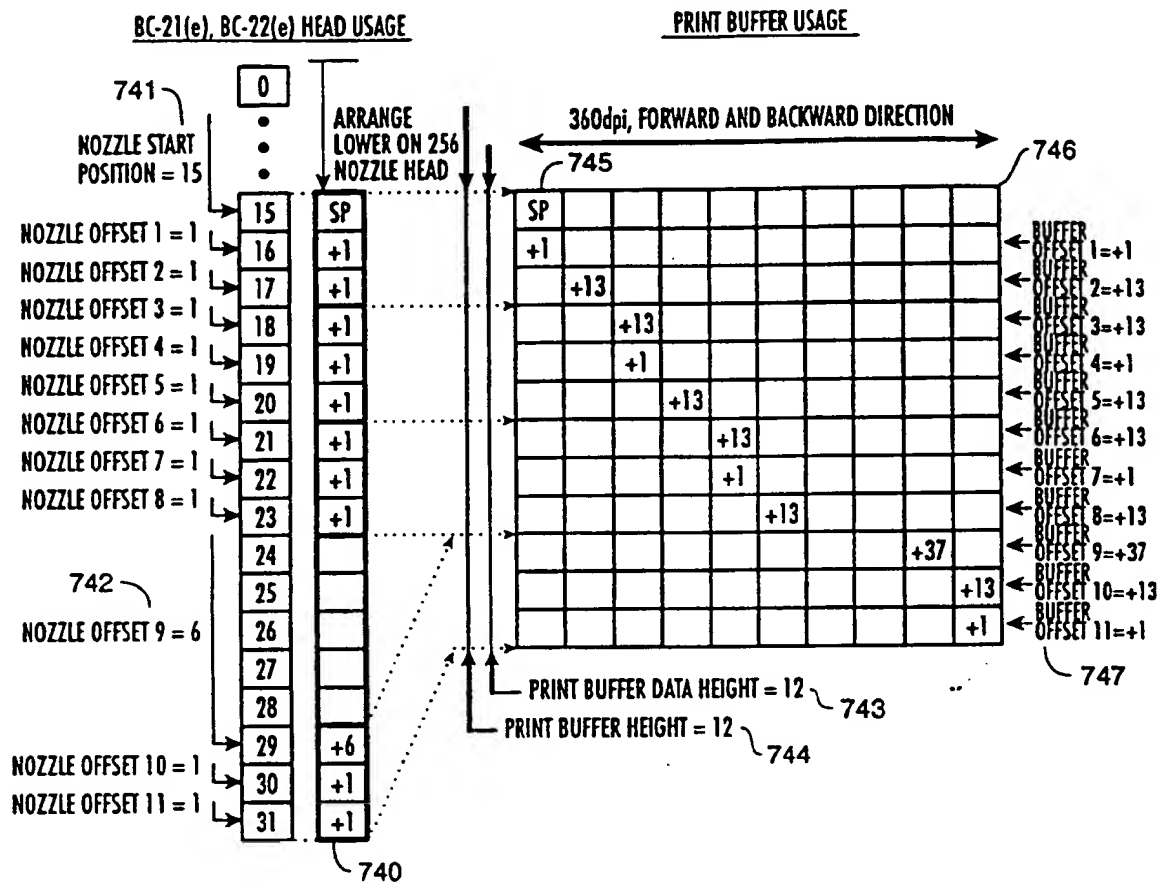 BC-21(e), BC-22(e) HEAD USAGE
PRINT BUFFER USAGE
741
0
NOZZLE START
POSITION = 15
ARRANGE
LOWER ON 256
NOZZLE HEAD
360dpi, FORWARD AND BACKWARD DIRECTION
745
746
15 SP SP
NOZZLE OFFSET 1 = 1
16 +1 +1
BUFFER
OFFSET 1=+1
NOZZLE OFFSET 2 = 1
17 +1 +13
BUFFER
OFFSET 2=+13
NOZZLE OFFSET 3 = 1
18 +1 +13
BUFFER
OFFSET 3=+13
NOZZLE OFFSET 4 = 1
19 +1 +1
BUFFER
OFFSET 4=+1
NOZZLE OFFSET 5 = 1
20 +1 +13
BUFFER
OFFSET 5=+13
NOZZLE OFFSET 6 = 1
21 +1 +13
BUFFER
OFFSET 6=+13
NOZZLE OFFSET 7 = 1
22 +1 +1
BUFFER
OFFSET 7=+1
NOZZLE OFFSET 8 = 1
23 +1 +13
BUFFER
OFFSET 8=+13
24 +37
BUFFER
OFFSET 9=+37
742
25 +13
BUFFER
OFFSET 10=+13
NOZZLE OFFSET 9 = 6
26 +1
BUFFER
OFFSET 11=+1
27
747
28
PRINT BUFFER DATA HEIGHT = 12
743
29 +6
PRINT BUFFER HEIGHT = 12
744
NOZZLE OFFSET 10 = 1
30 +1
NOZZLE OFFSET 11 = 1
31 +1
740